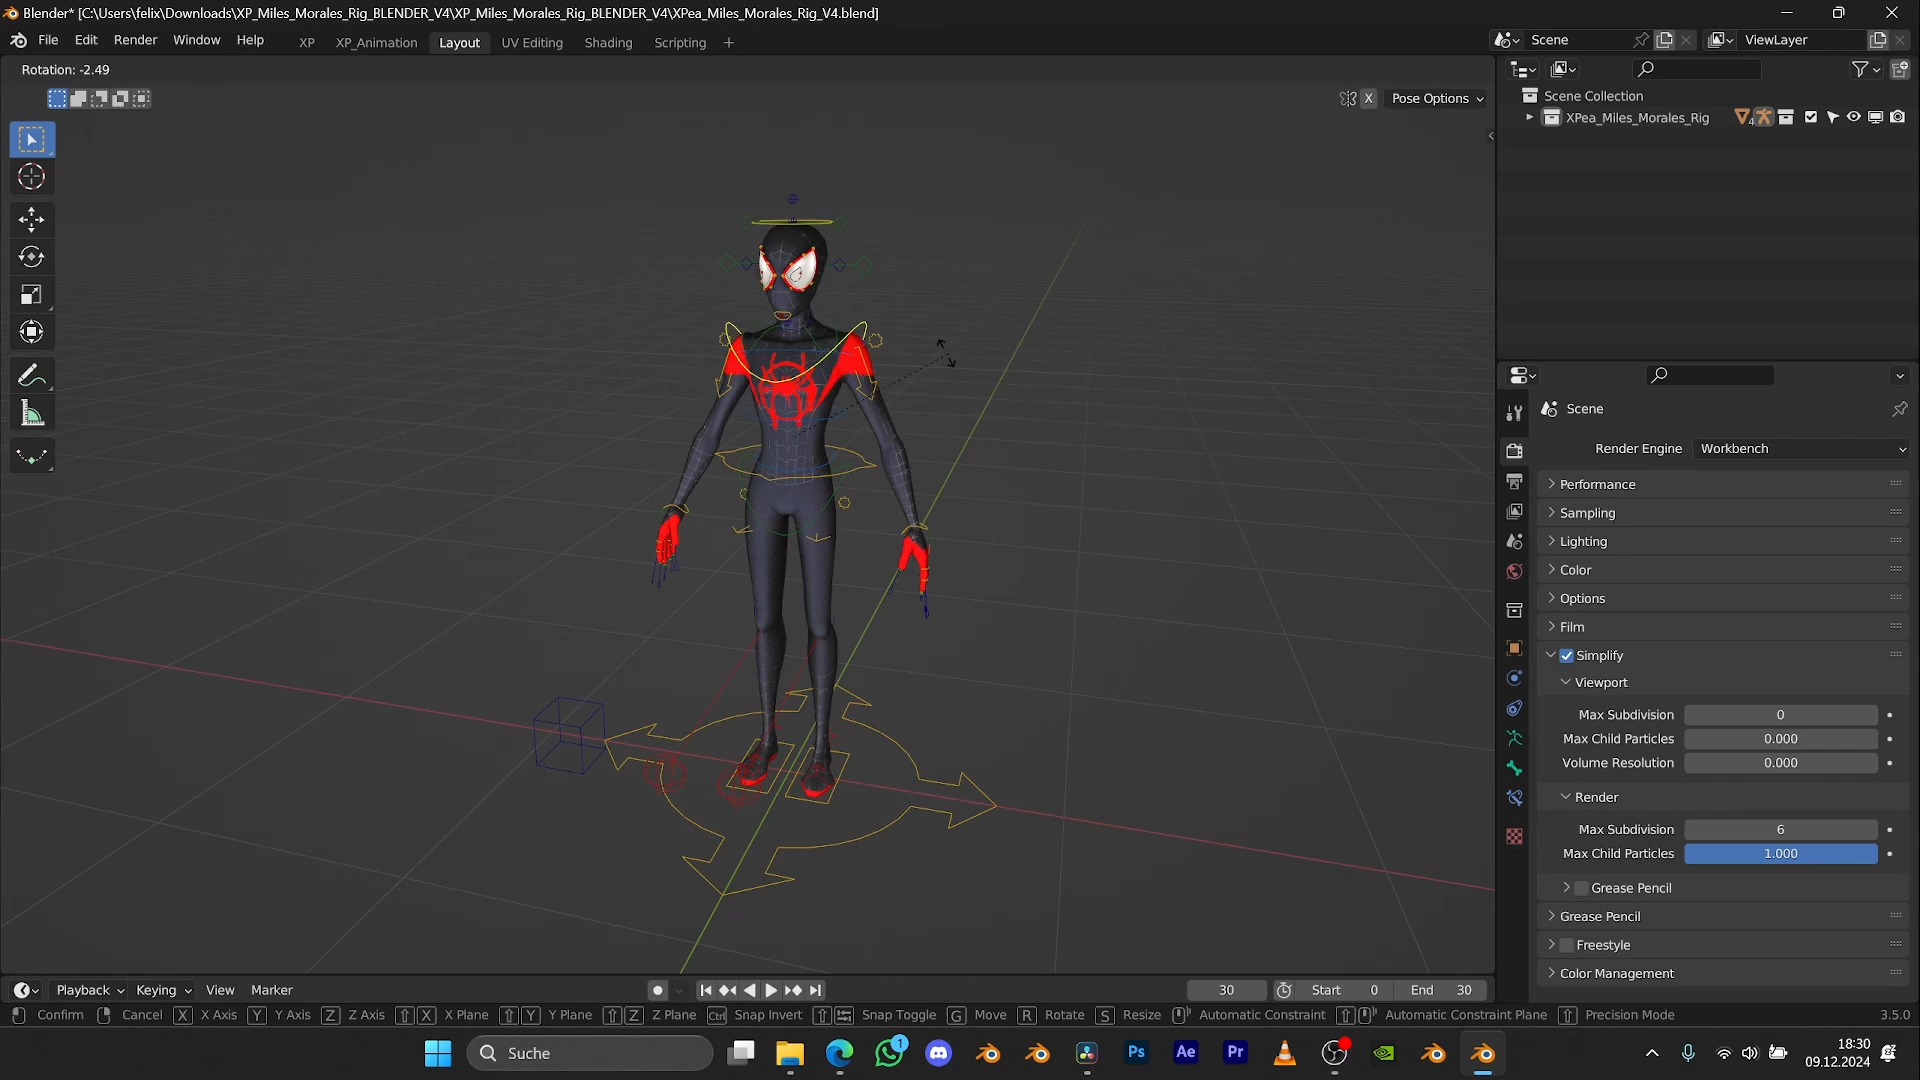 Blender* [C:\Users\felix\Downloads\XP_Miles_Morales_Rig_BLENDER_V4\XP_Miles_Morales_Rig_BLENDER_V4\XPea_Miles_Morales_Rig_V4.blend]
File Edit Render Window Help XP XP_Animation Layout UV Editing Shading Scripting + Scene ViewLayer
Rotation: -2.49
X Pose Options
Scene Collection
XPea_Miles_Morales_Rig 4
Scene
Render Engine Workbench
Performance
Sampling
Lighting
Color
Options
Film
Simplify
Viewport
Max Subdivision 0
Max Child Particles 0.000
Volume Resolution 0.000
Render
Max Subdivision 6
Max Child Particles 1.000
Grease Pencil
Grease Pencil
Freestyle
Color Management
Playback Keying View Marker 30 Start 0 End 30
Confirm Cancel X X Axis Y Y Axis Z Z Axis X X Plane Y Y Plane Z Z Plane Ctrl Snap Invert Snap Toggle G Move R Rotate S Resize Automatic Constraint Automatic Constraint Plane Precision Mode 3.5.0
Suche 1 Ps Ae Pr 18:30
09.12.2024